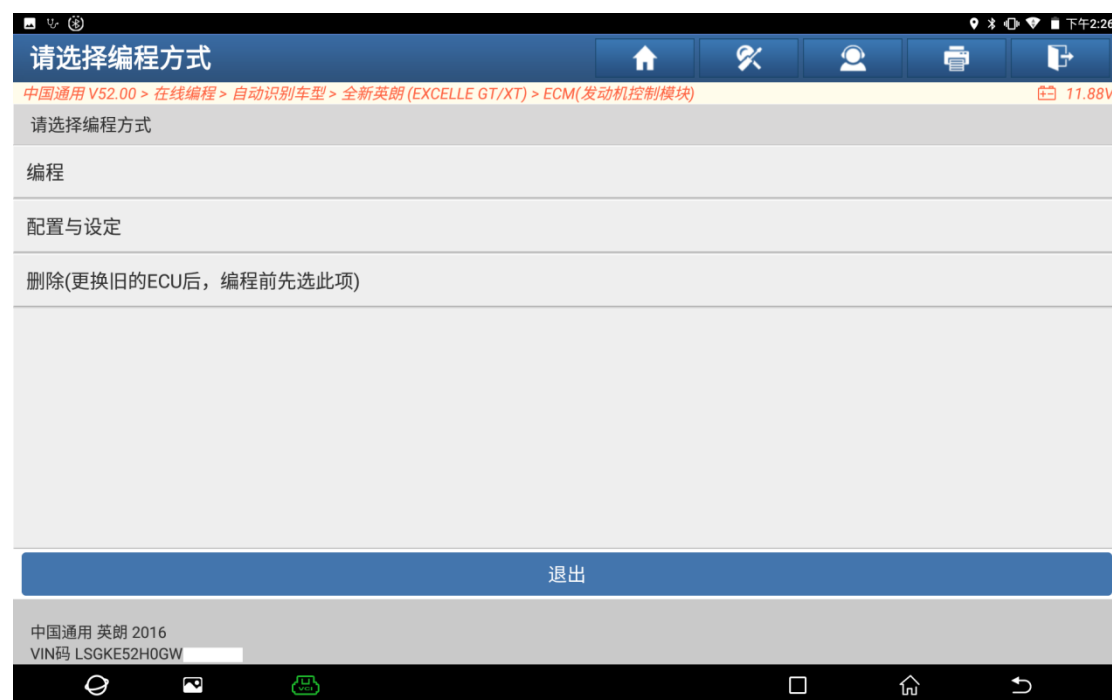 下午2:26
请选择编程方式
中国通用 V52.00 > 在线编程 > 自动识别车型 > 全新英朗 (EXCELLE GT/XT) > ECM(发动机控制模块)
11.88V
请选择编程方式
编程
配置与设定
删除(更换旧的ECU后，编程前先选此项)
退出
中国通用 英朗 2016
VIN码 LSGKE52H0GW
VCI